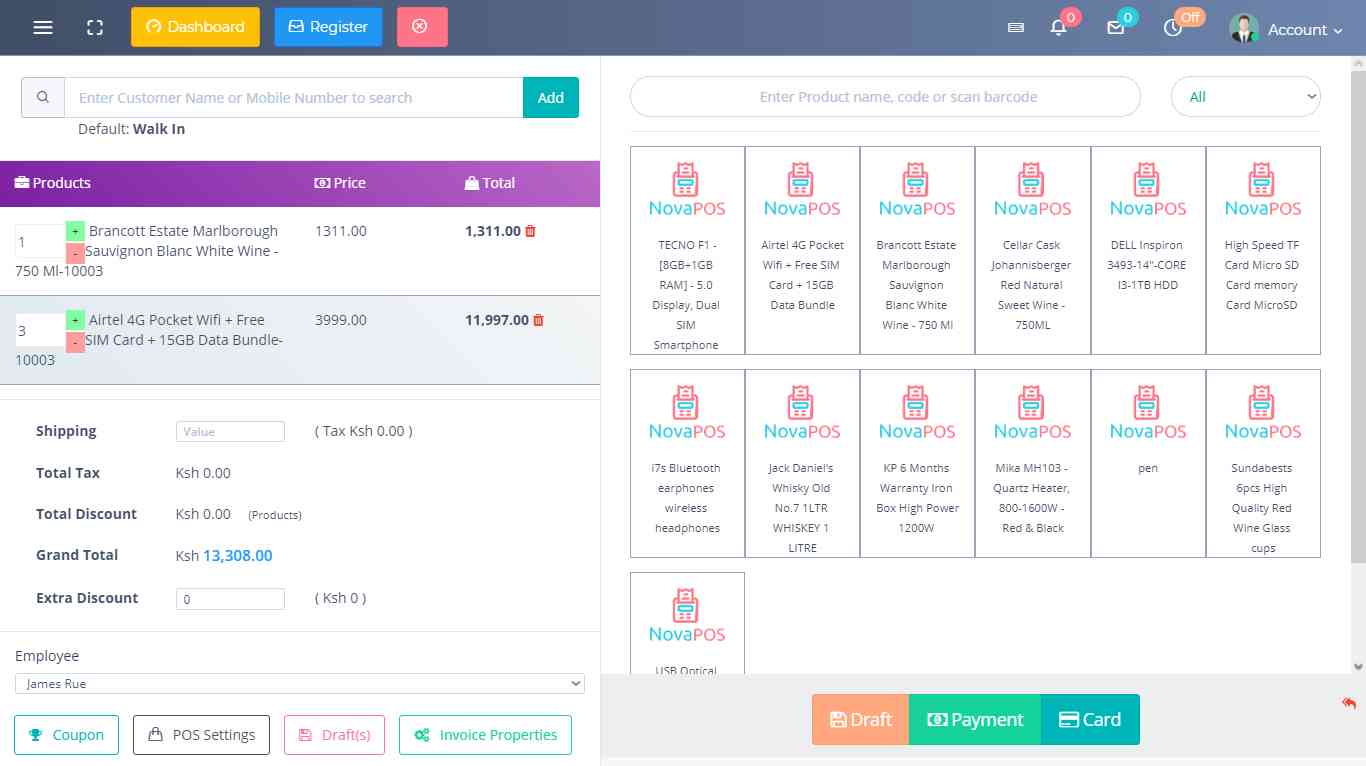 Dashboard
Register
0
0
Off
Account
Enter Customer Name or Mobile Number to search
Add
Default: Walk In
Products
Price
Total
1
+
-
Brancott Estate Marlborough
Sauvignon Blanc White Wine -
750 Ml-10003
1311.00
1,311.00
3
+
-
Airtel 4G Pocket Wifi + Free
SIM Card + 15GB Data Bundle-
10003
3999.00
11,997.00
Shipping
Value
( Tax Ksh 0.00 )
Total Tax
Ksh 0.00
Total Discount
Ksh 0.00
(Products)
Grand Total
Ksh 13,308.00
Extra Discount
0
( Ksh 0 )
Employee
James Rue
Coupon
POS Settings
Draft(s)
Invoice Properties
Enter Product name, code or scan barcode
All
NovaPOS
TECNO F1 -
[8GB+1GB
RAM] - 5.0
Display, Dual
SIM
Smartphone
NovaPOS
Airtel 4G Pocket
Wifi + Free SIM
Card + 15GB
Data Bundle
NovaPOS
Brancott Estate
Marlborough
Sauvignon
Blanc White
Wine - 750 Ml
NovaPOS
Cellar Cask
Johannisberger
Red Natural
Sweet Wine -
750ML
NovaPOS
DELL Inspiron
3493-14"-CORE
I3-1TB HDD
NovaPOS
High Speed TF
Card Micro SD
Card memory
Card MicroSD
NovaPOS
i7s Bluetooth
earphones
wireless
headphones
NovaPOS
Jack Daniel's
Whisky Old
No.7 1LTR
WHISKEY 1
LITRE
NovaPOS
KP 6 Months
Warranty Iron
Box High Power
1200W
NovaPOS
Mika MH103 -
Quartz Heater,
800-1600W -
Red & Black
NovaPOS
pen
NovaPOS
Sundabests
6pcs High
Quality Red
Wine Glass
cups
NovaPOS
USB Optical
Draft
Payment
Card